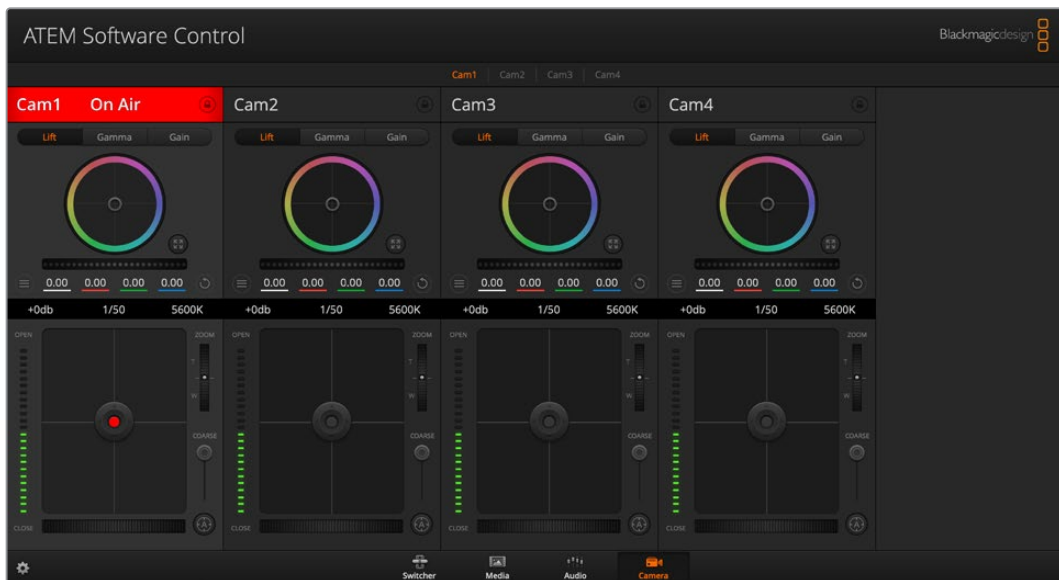 ATEM Software Control
Blackmagicdesign
Cam1 Cam2 Cam3 Cam4
Cam1 On Air Cam2 Cam3 Cam4
Lift Gamma Gain Lift Gamma Gain Lift Gamma Gain Lift Gamma Gain
0.00 0.00 0.00 0.00 0.00 0.00 0.00 0.00 0.00 0.00 0.00 0.00 0.00 0.00 0.00 0.00
+0db 1/50 5600K +0db 1/50 5600K +0db 1/50 5600K +0db 1/50 5600K
OPEN ZOOM OPEN ZOOM OPEN ZOOM OPEN ZOOM
T T T T
W W W W
COARSE COARSE COARSE COARSE
CLOSE A CLOSE A CLOSE A CLOSE A
Switcher Media Audio Camera